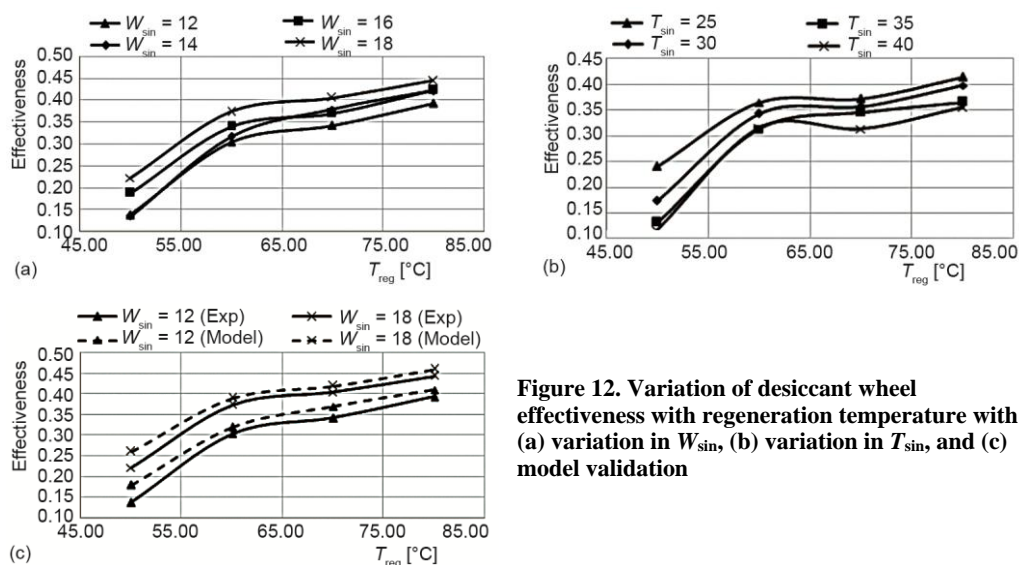 W_sin = 12 W_sin = 16
W_sin = 14 W_sin = 18
Effectiveness
0.50
0.45
0.40
0.35
0.30
0.25
0.20
0.15
0.10
45.00 55.00 65.00 75.00 85.00
(a) T_reg [°C]
T_sin = 25 T_sin = 35
T_sin = 30 T_sin = 40
Effectiveness
0.45
0.40
0.35
0.30
0.25
0.20
0.15
0.10
45.00 55.00 65.00 75.00 85.00
(b) T_reg [°C]
W_sin = 12 (Exp) W_sin = 18 (Exp)
W_sin = 12 (Model) W_sin = 18 (Model)
Effectiveness
0.50
0.45
0.40
0.35
0.30
0.25
0.20
0.15
0.10
45.00 55.00 65.00 75.00 85.00
(c) T_reg [°C]
Figure 12. Variation of desiccant wheel
effectiveness with regeneration temperature with
(a) variation in W_sin, (b) variation in T_sin, and (c)
model validation